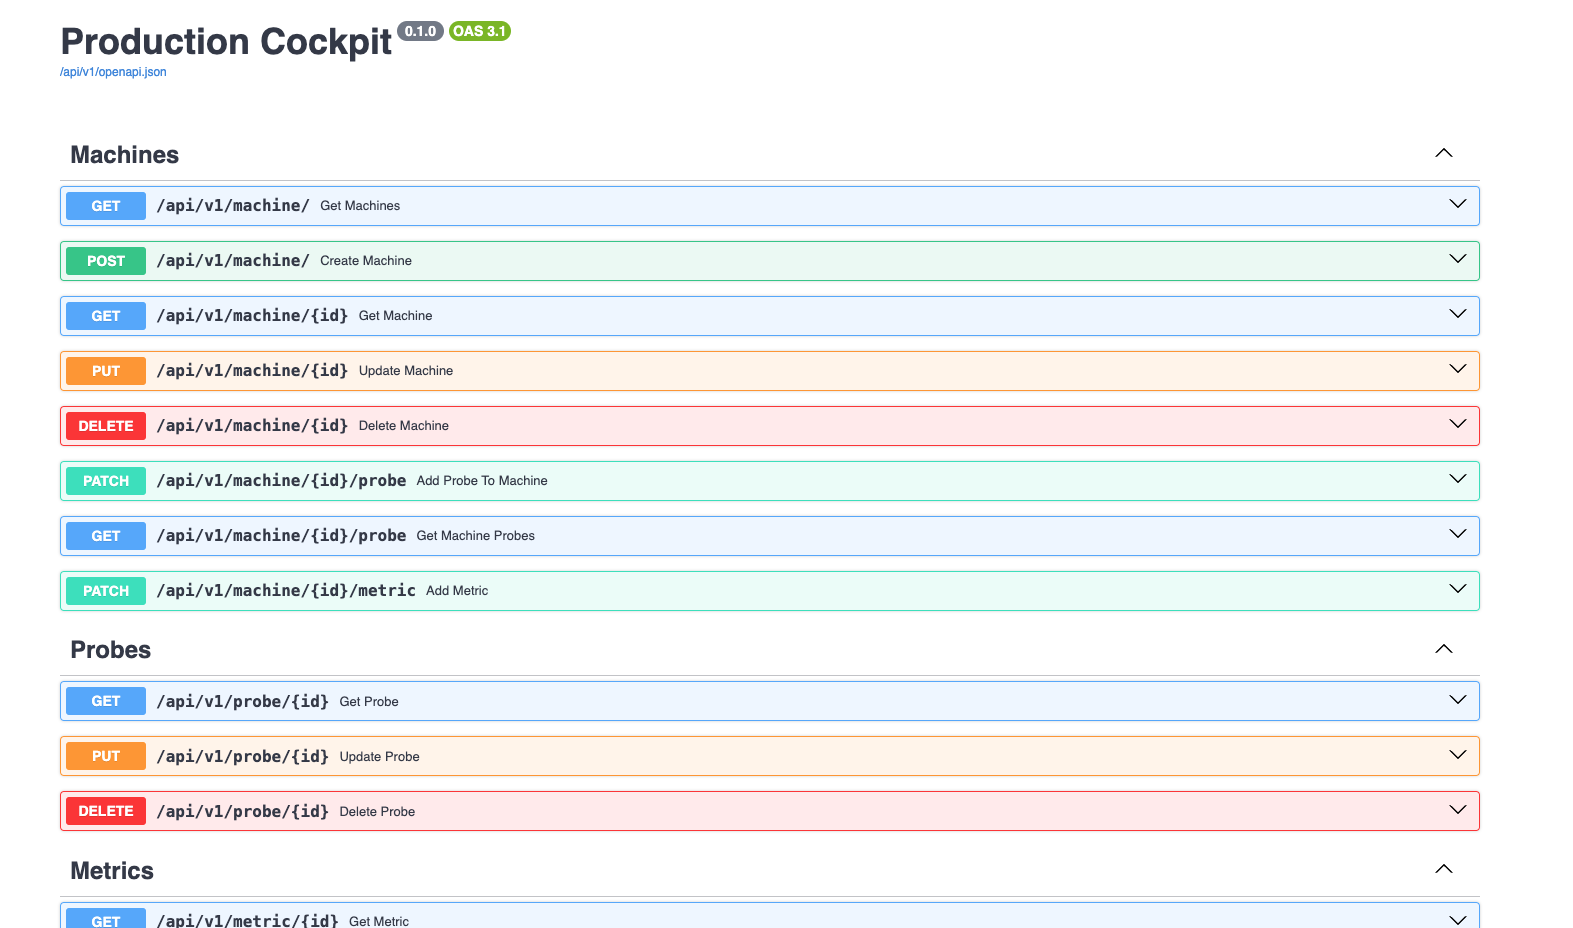 Production Cockpit 0.1.0 OAS 3.1
/api/v1/openapi.json
Machines
GET /api/v1/machine/ Get Machines
POST /api/v1/machine/ Create Machine
GET /api/v1/machine/{id} Get Machine
PUT /api/v1/machine/{id} Update Machine
DELETE /api/v1/machine/{id} Delete Machine
PATCH /api/v1/machine/{id}/probe Add Probe To Machine
GET /api/v1/machine/{id}/probe Get Machine Probes
PATCH /api/v1/machine/{id}/metric Add Metric
Probes
GET /api/v1/probe/{id} Get Probe
PUT /api/v1/probe/{id} Update Probe
DELETE /api/v1/probe/{id} Delete Probe
Metrics
GET /api/v1/metric/{id} Get Metric